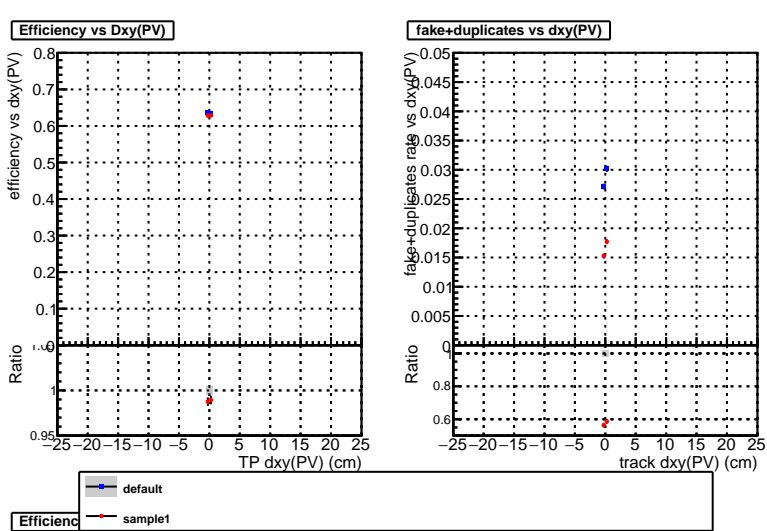 Efficiency vs Dxy(PV)
efficiency vs dxy(PV)
0.8
0.7
0.6
0.5
0.4
0.3
0.2
0.1
0
Ratio
1
0.95
−25 −20 −15 −10 −5 0 5 10 15 20 25
TP dxy(PV) (cm)
fake+duplicates vs dxy(PV)
fake+duplicates rate vs dxy(PV)
0.05
0.045
0.04
0.035
0.03
0.025
0.02
0.015
0.01
0.005
0
Ratio
1
0.8
0.6
−25 −20 −15 −10 −5 0 5 10 15 20 25
track dxy(PV) (cm)
default
sample1
Efficienc